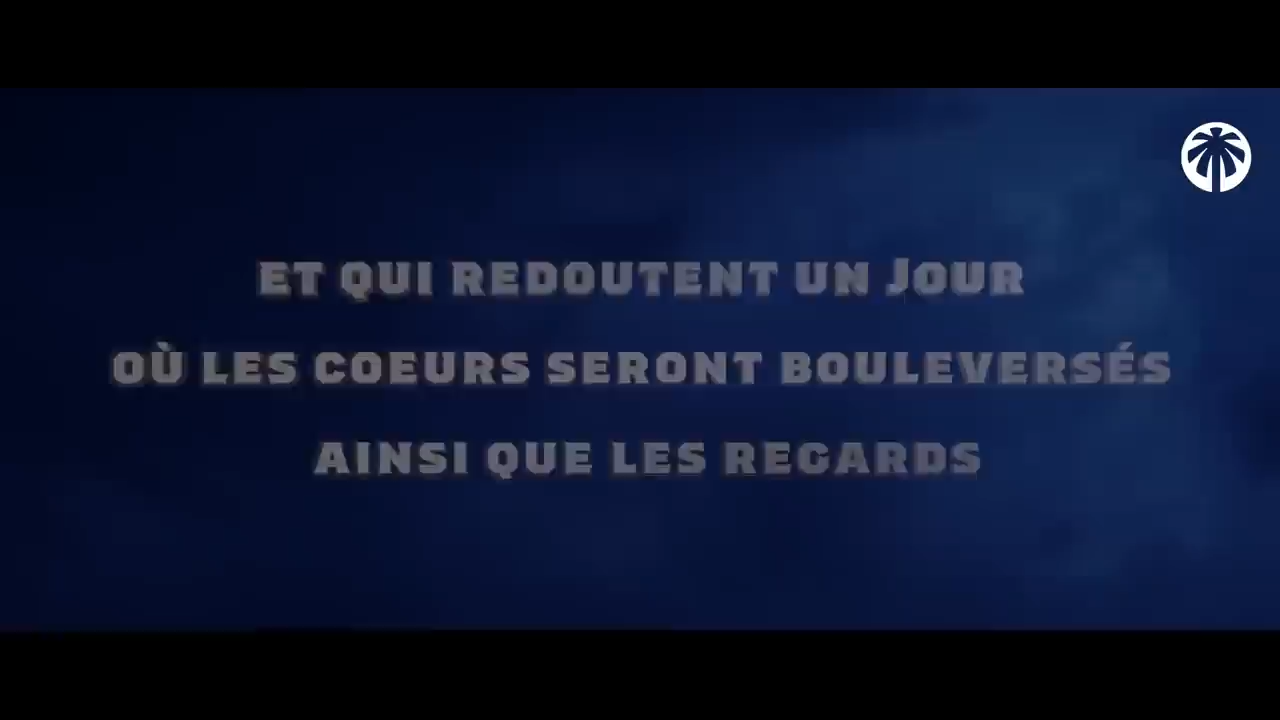 ET QUI REDOUTENT UN JOUR
OÙ LES COEURS SERONT BOULEVERSÉS
AINSI QUE LES REGARDS